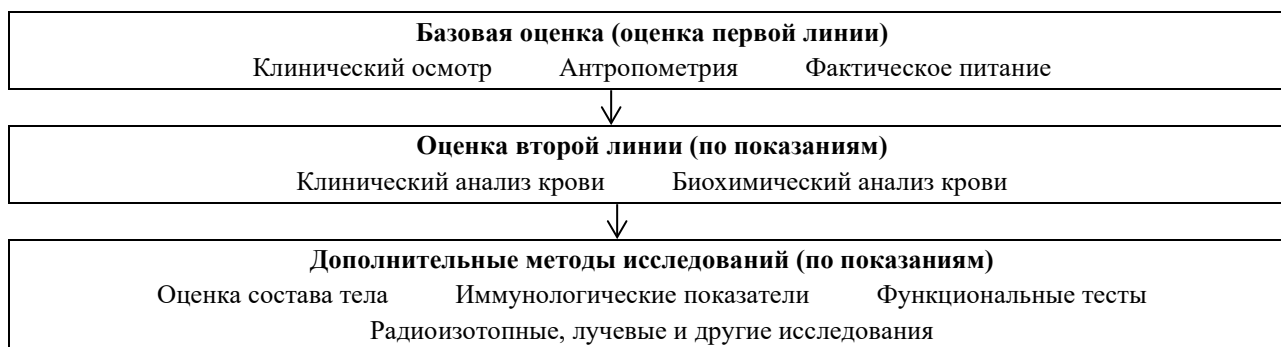 Базовая оценка (оценка первой линии)
Клинический осмотр Антропометрия Фактическое питание
Оценка второй линии (по показаниям)
Клинический анализ крови Биохимический анализ крови
Дополнительные методы исследований (по показаниям)
Оценка состава тела Иммунологические показатели Функциональные тесты
Радиоизотопные, лучевые и другие исследования